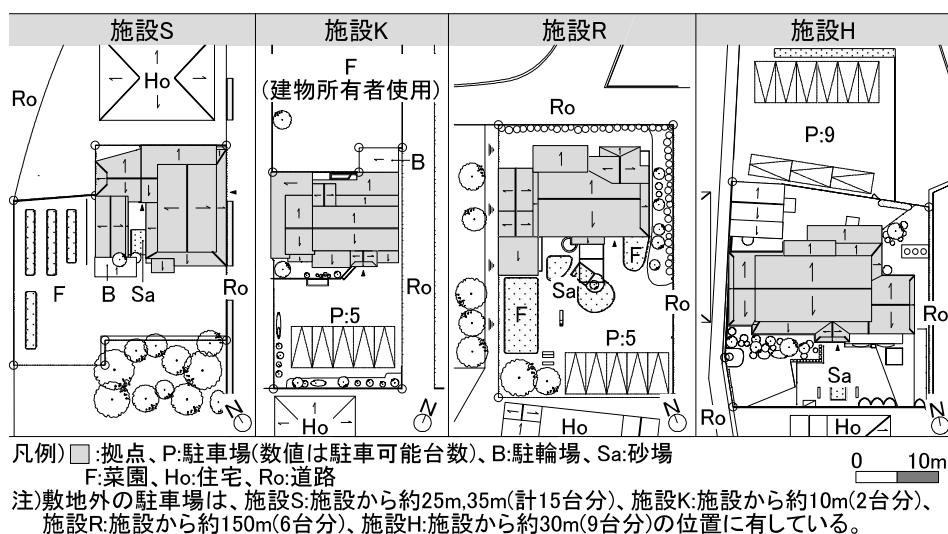 施設S 施設K 施設R 施設H
Ho
Ro
F
B
Sa
Ro
N
F
(建物所有者使用)
B
Ro
P:5
Ho
N
Ro
F
Sa
F
Ro
P:5
Ho
N
P:9
Ro
Sa
Ro
Ho
N
凡例) :拠点、P:駐車場(数値は駐車可能台数)、B:駐輪場、Sa:砂場
F:菜園、Ho:住宅、Ro:道路
0 10m
注)敷地外の駐車場は、施設S:施設から約25m,35m(計15台分)、施設K:施設から約10m(2台分)、
施設R:施設から約150m(6台分)、施設H:施設から約30m(9台分)の位置に有している。